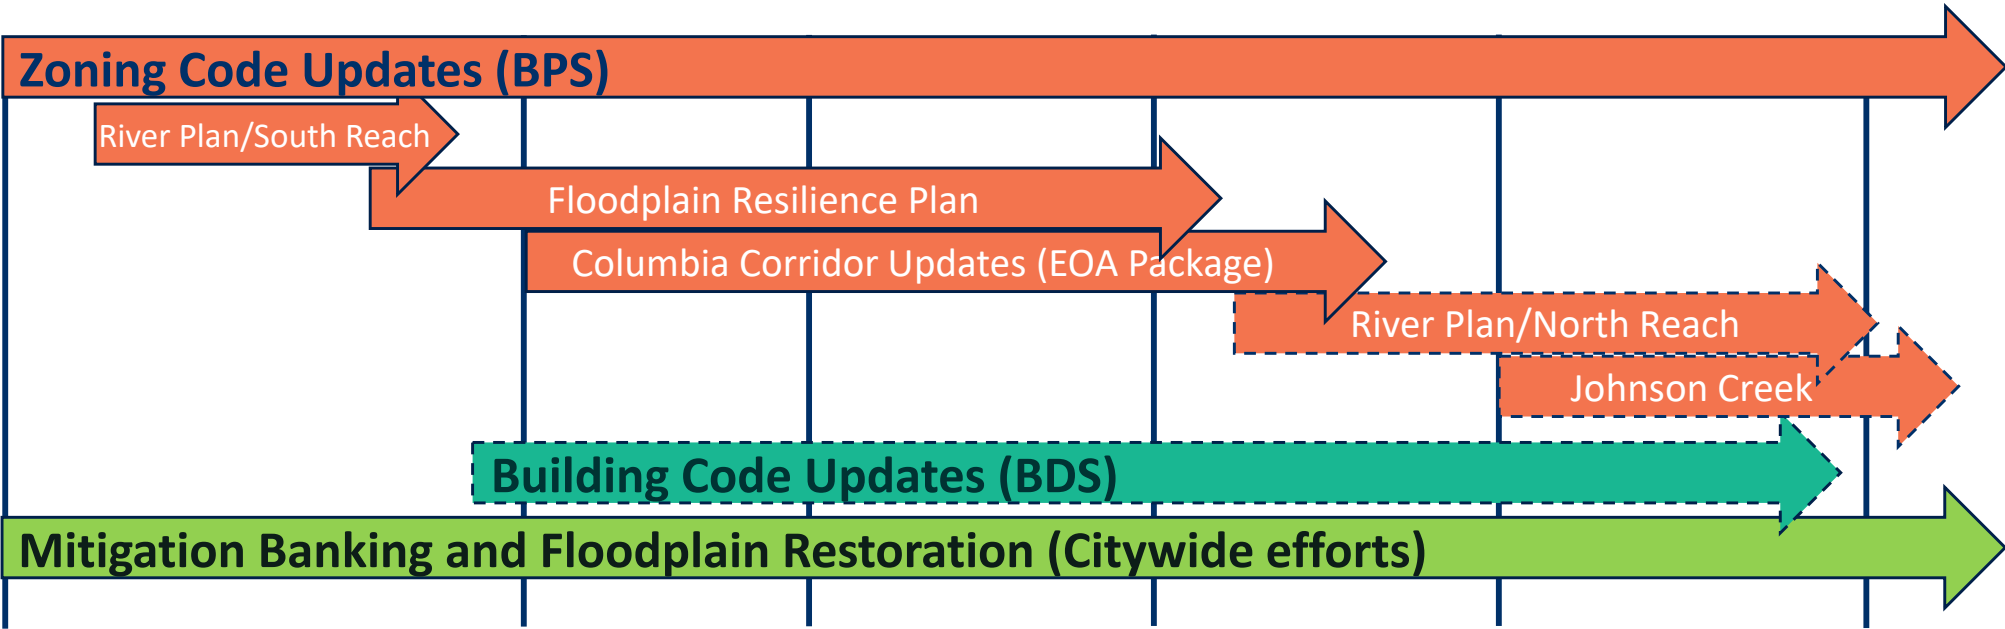 Zoning Code Updates (BPS)
River Plan/South Reach
Floodplain Resilience Plan
Columbia Corridor Updates (EOA Package)
River Plan/North Reach
Johnson Creek
Building Code Updates (BDS)
Mitigation Banking and Floodplain Restoration (Citywide efforts)